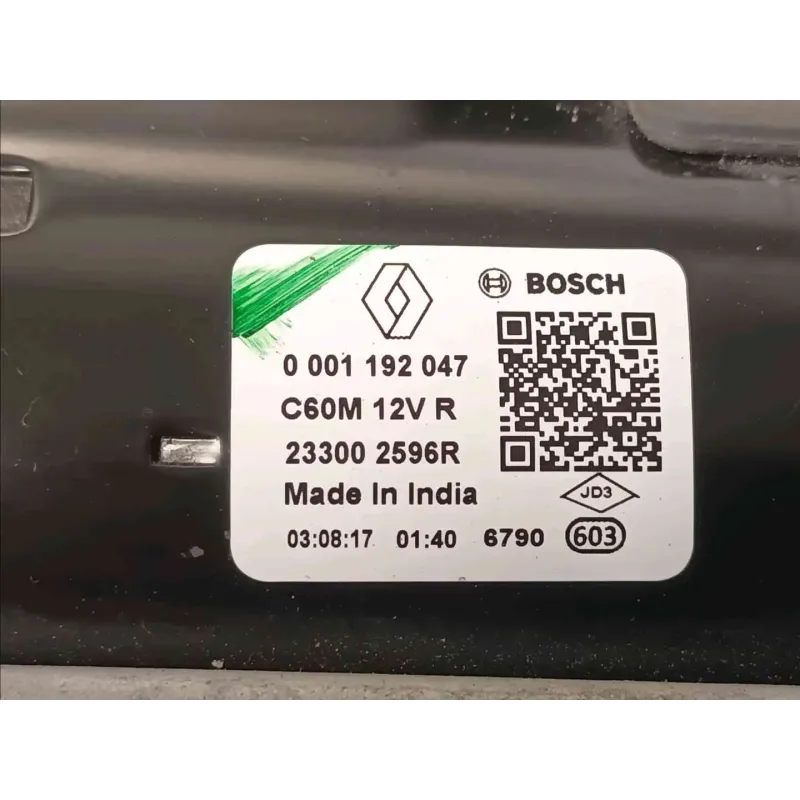 BOSCH
0 001 192 047
C60M 12V R
23300 2596R
Made In India
JD3
03:08:17 01:40 6790 603